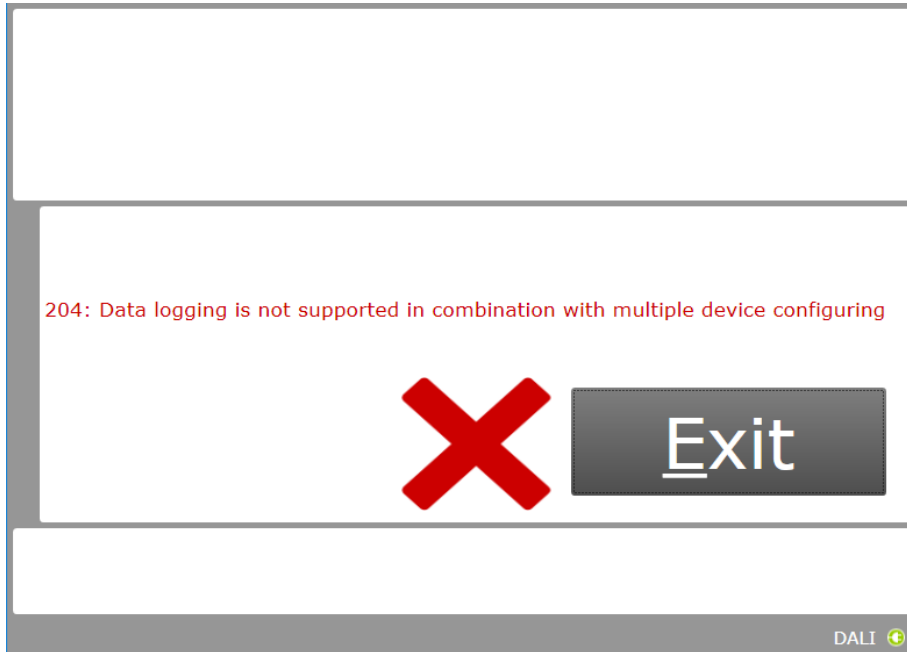 204: Data logging is not supported in combination with multiple device configuring
Exit
DALI